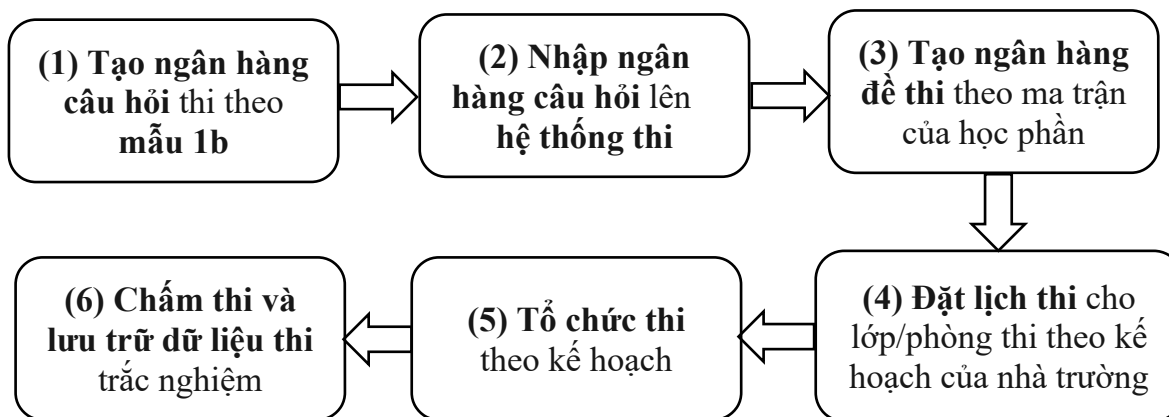 (1) Tạo ngân hàng
câu hỏi thi theo
mẫu 1b
(2) Nhập ngân
hàng câu hỏi lên
hệ thống thi
(3) Tạo ngân hàng
đề thi theo ma trận
của học phần
(4) Đặt lịch thi cho
lớp/phòng thi theo kế
hoạch của nhà trường
(5) Tổ chức thi
theo kế hoạch
(6) Chấm thi và
lưu trữ dữ liệu thi
trắc nghiệm